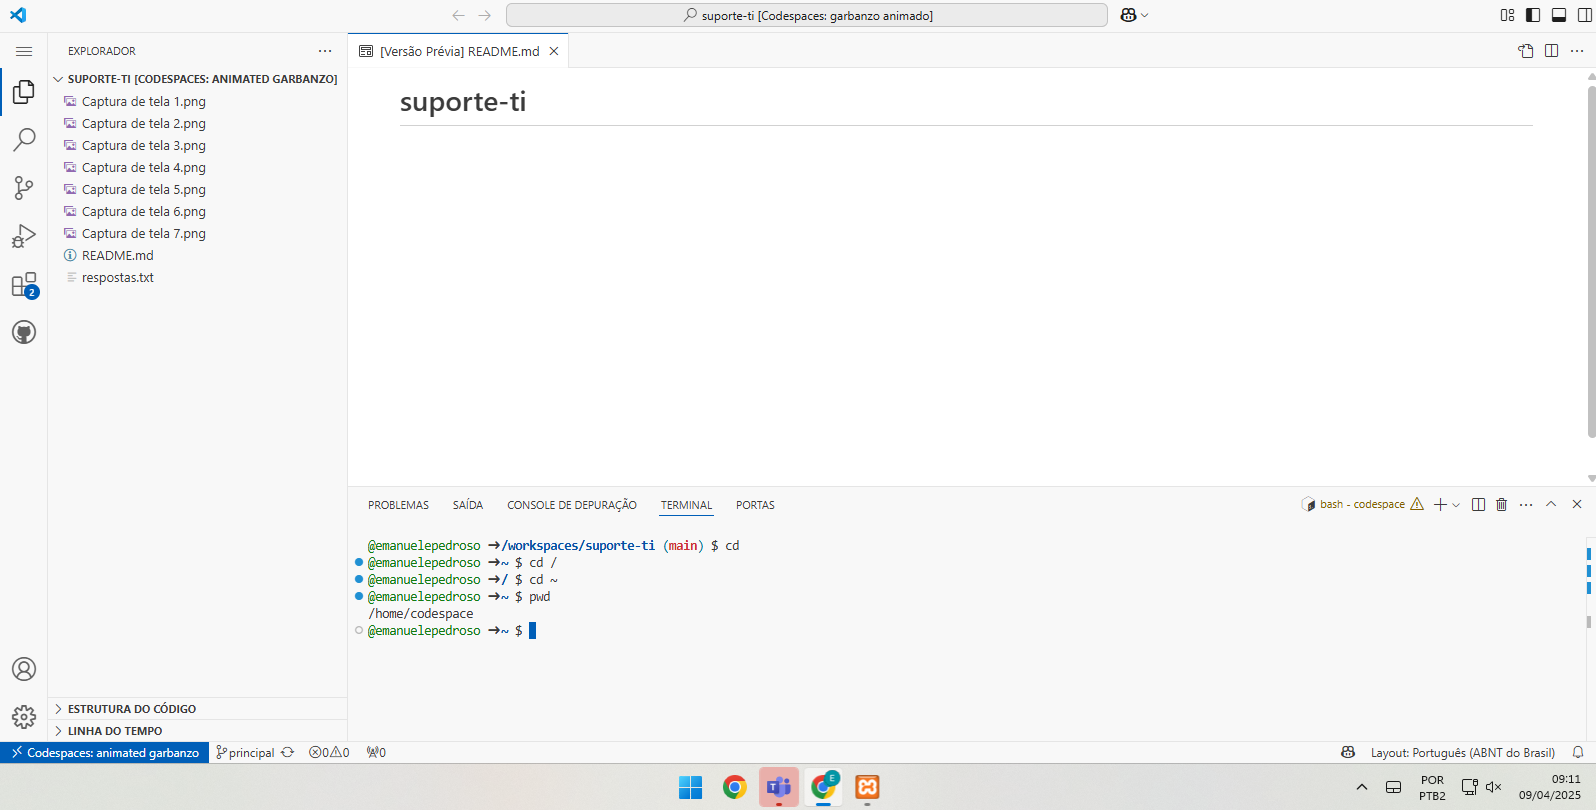 suporte-ti [Codespaces: garbanzo animado]
EXPLORADOR
SUPORTE-TI [CODESPACES: ANIMATED GARBANZO]
Captura de tela 1.png
Captura de tela 2.png
Captura de tela 3.png
Captura de tela 4.png
Captura de tela 5.png
Captura de tela 6.png
Captura de tela 7.png
README.md
respostas.txt
2
ESTRUTURA DO CÓDIGO
LINHA DO TEMPO
[Versão Prévia] README.md
suporte-ti
PROBLEMAS SAÍDA CONSOLE DE DEPURAÇÃO TERMINAL PORTAS
bash - codespace
@emanuelepedroso ➜/workspaces/suporte-ti (main) $ cd
@emanuelepedroso ➜~ $ cd /
@emanuelepedroso ➜/ $ cd ~
@emanuelepedroso ➜~ $ pwd
/home/codespace
@emanuelepedroso ➜~ $
Codespaces: animated garbanzo principal 0 0 0
Layout: Português (ABNT do Brasil)
E
POR
PTB2
09:11
09/04/2025